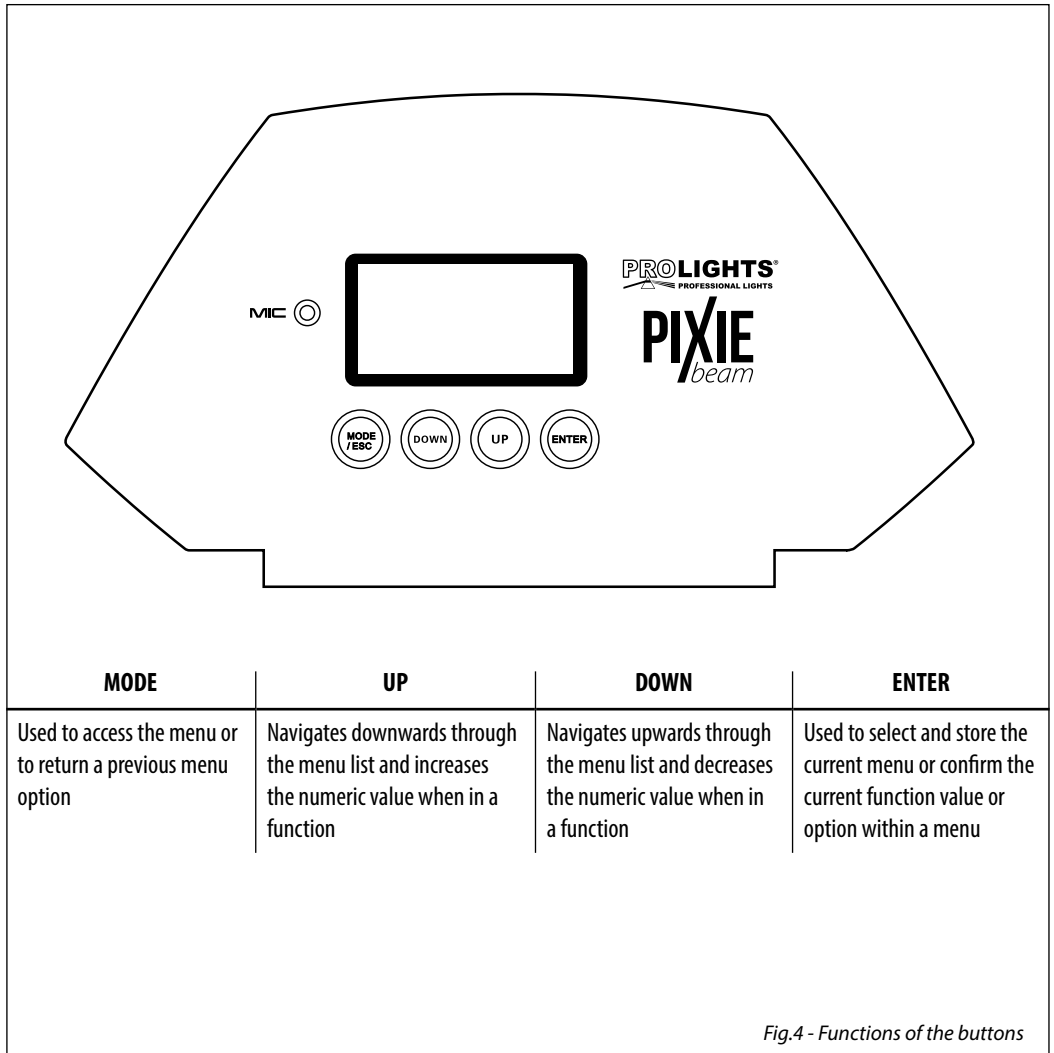 PROLIGHTS®
PROFESSIONAL LIGHTS
MIC
PIXIE
beam
MODE
/ESC
DOWN
UP
ENTER
MODE
Used to access the menu or
to return a previous menu
option
UP
Navigates downwards through
the menu list and increases
the numeric value when in a
function
DOWN
Navigates upwards through
the menu list and decreases
the numeric value when in
a function
ENTER
Used to select and store the
current menu or confirm the
current function value or
option within a menu
Fig.4 - Functions of the buttons